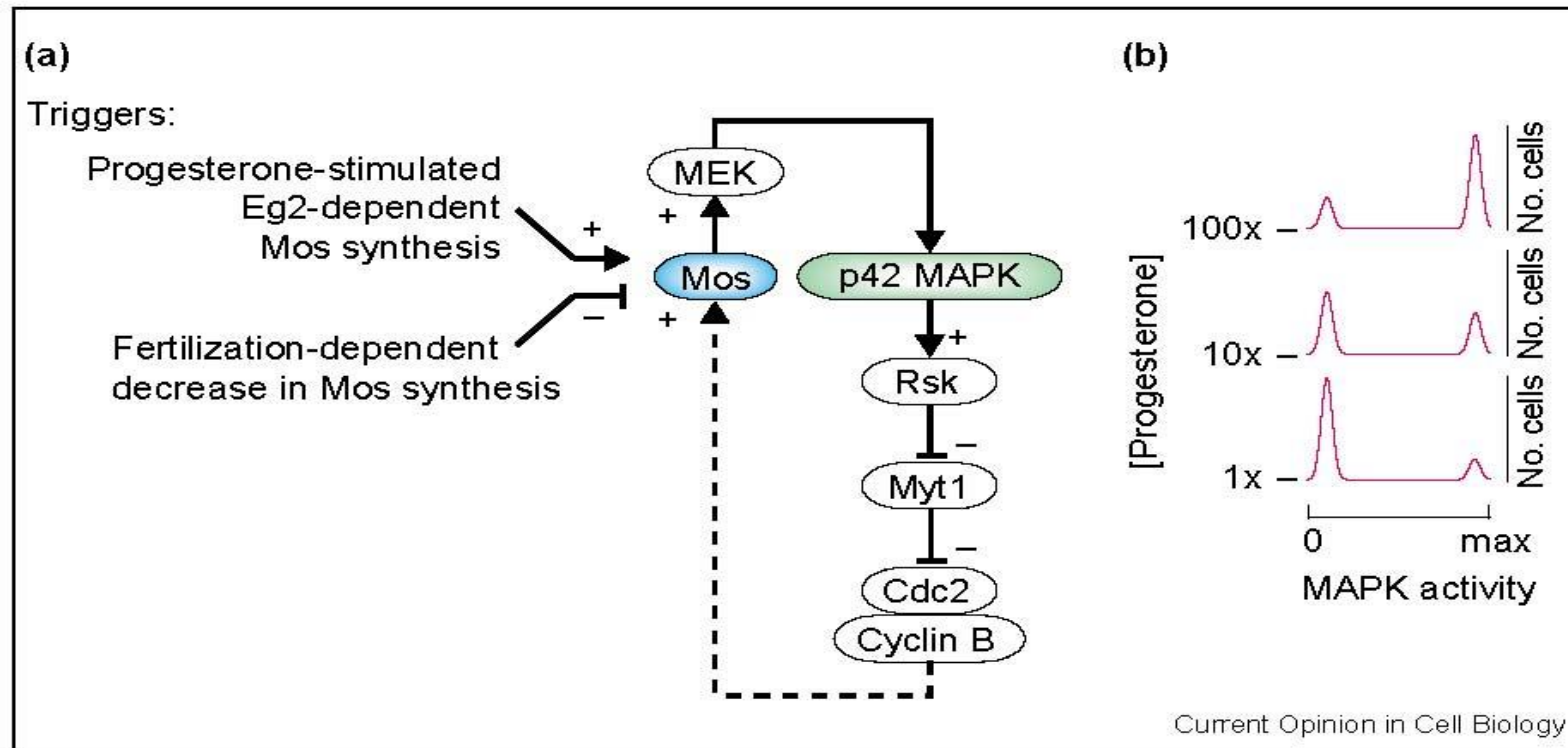 (a)
Triggers:
Progesterone-stimulated
Eg2-dependent
Mos synthesis
+
–
Fertilization-dependent
decrease in Mos synthesis
MEK
+
Mos
+
p42 MAPK
+
Rsk
–
Myt1
–
Cdc2
Cyclin B
(b)
[Progesterone]
100x
No. cells
10x
No. cells
1x
No. cells
0 max
MAPK activity
Current Opinion in Cell Biology